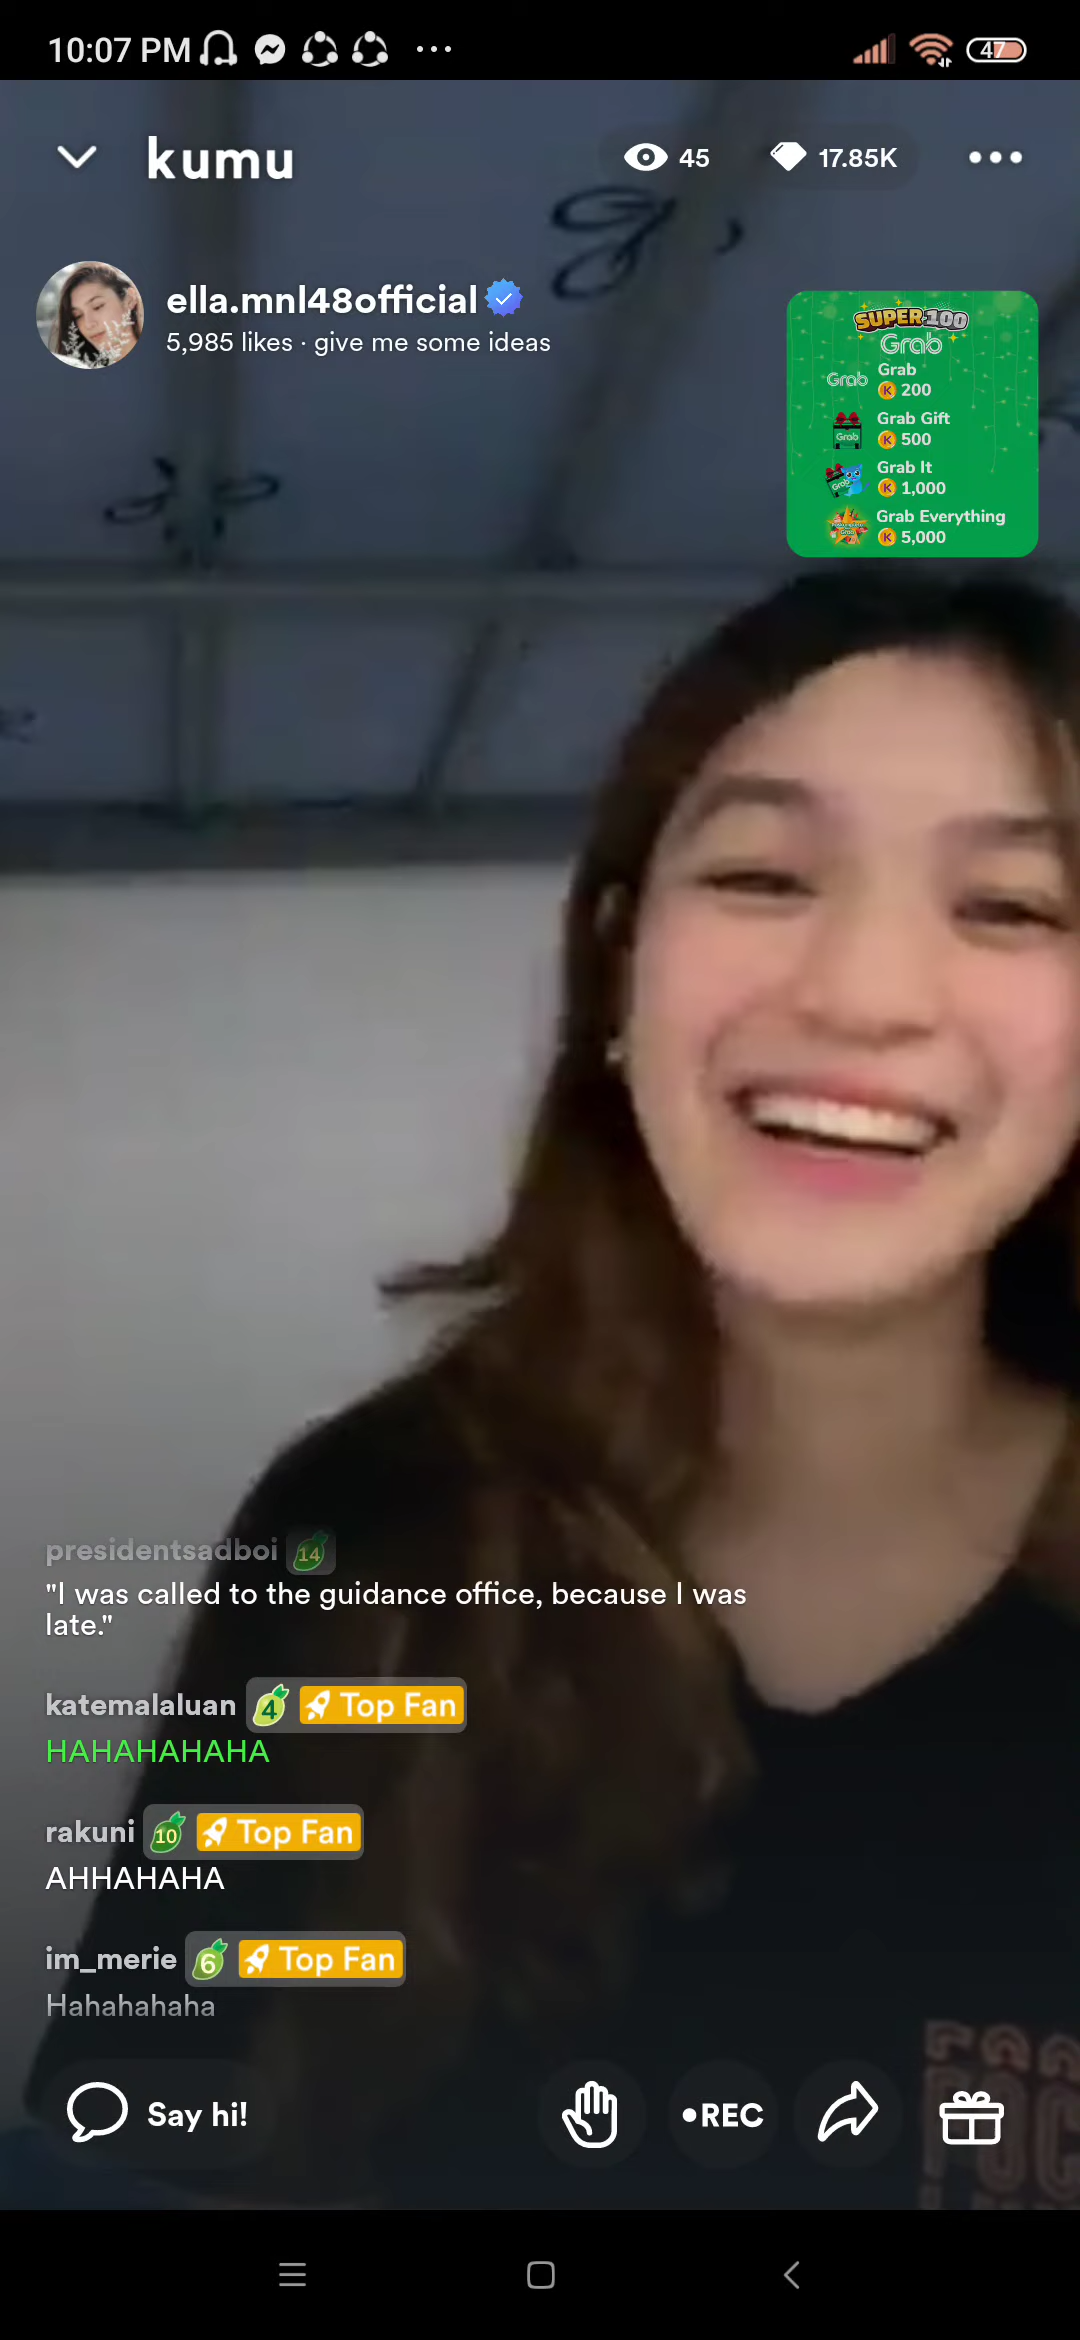 10:07 PM
47
kumu
45
17.85K
ella.mnl48official
5,985 likes · give me some ideas
SUPER 100
Grab
Grab
Grab
200
Grab
Grab Gift
500
Grab
Grab It
1,000
Grab Everything
5,000
presidentsadboi 14
"I was called to the guidance office, because I was
late."
katemalaluan 4 Top Fan
HAHAHAHAHA
rakuni 10 Top Fan
AHHAHAHA
im_merie 6 Top Fan
Hahahahaha
Say hi!
•REC